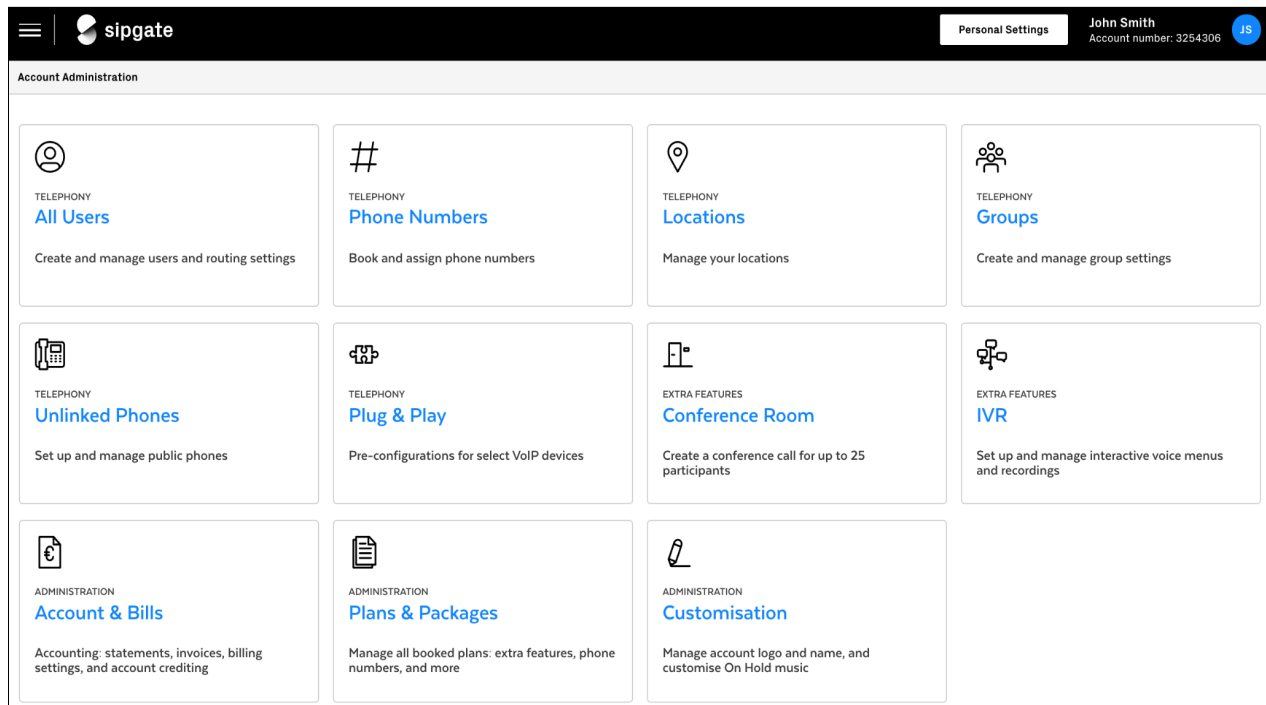 sipgate
Personal Settings
John Smith
Account number: 3254306
JS
Account Administration
TELEPHONY
All Users
Create and manage users and routing settings
TELEPHONY
Phone Numbers
Book and assign phone numbers
TELEPHONY
Locations
Manage your locations
TELEPHONY
Groups
Create and manage group settings
TELEPHONY
Unlinked Phones
Set up and manage public phones
TELEPHONY
Plug & Play
Pre-configurations for select VoIP devices
EXTRA FEATURES
Conference Room
Create a conference call for up to 25
participants
EXTRA FEATURES
IVR
Set up and manage interactive voice menus
and recordings
ADMINISTRATION
Account & Bills
Accounting: statements, invoices, billing
settings, and account crediting
ADMINISTRATION
Plans & Packages
Manage all booked plans: extra features, phone
numbers, and more
ADMINISTRATION
Customisation
Manage account logo and name, and
customise On Hold music